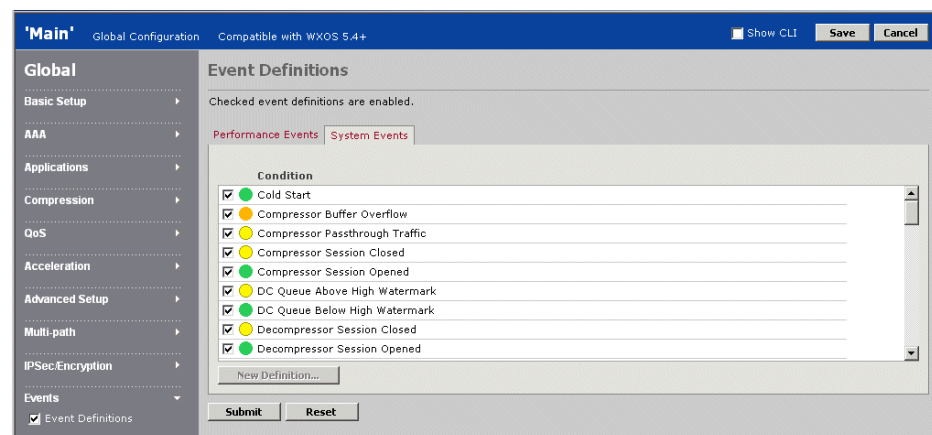 'Main' Global Configuration Compatible with WXOS 5.4+ Show CLI Save Cancel
Global
Basic Setup
AAA
Applications
Compression
QoS
Acceleration
Advanced Setup
Multi-path
IPSec/Encryption
Events
Event Definitions
Event Definitions
Checked event definitions are enabled.
Performance Events System Events
Condition
Cold Start
Compressor Buffer Overflow
Compressor Passthrough Traffic
Compressor Session Closed
Compressor Session Opened
DC Queue Above High Watermark
DC Queue Below High Watermark
Decompressor Session Closed
Decompressor Session Opened
New Definition...
Submit Reset